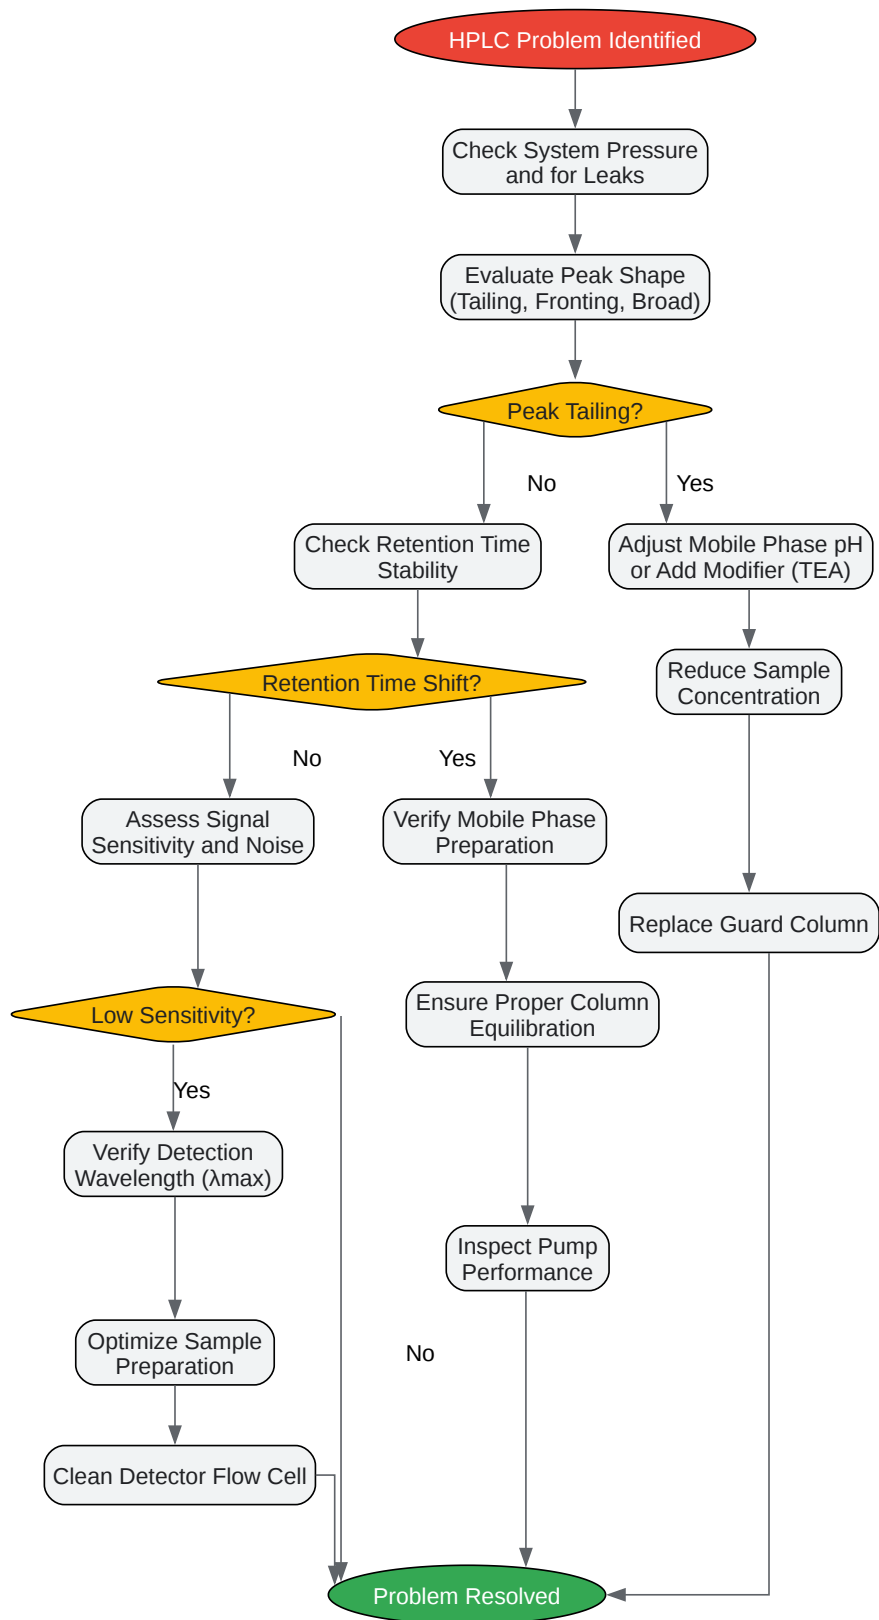 HPLC Problem Identified
Check System Pressure
and for Leaks
Evaluate Peak Shape
(Tailing, Fronting, Broad)
Peak Tailing?
No
Yes
Check Retention Time
Stability
Adjust Mobile Phase pH
or Add Modifier (TEA)
Retention Time Shift?
Reduce Sample
Concentration
No
Yes
Assess Signal
Sensitivity and Noise
Verify Mobile Phase
Preparation
Replace Guard Column
Low Sensitivity?
Ensure Proper Column
Equilibration
Yes
Verify Detection
Wavelength (λmax)
Inspect Pump
Performance
Optimize Sample
Preparation
No
Clean Detector Flow Cell
Problem Resolved